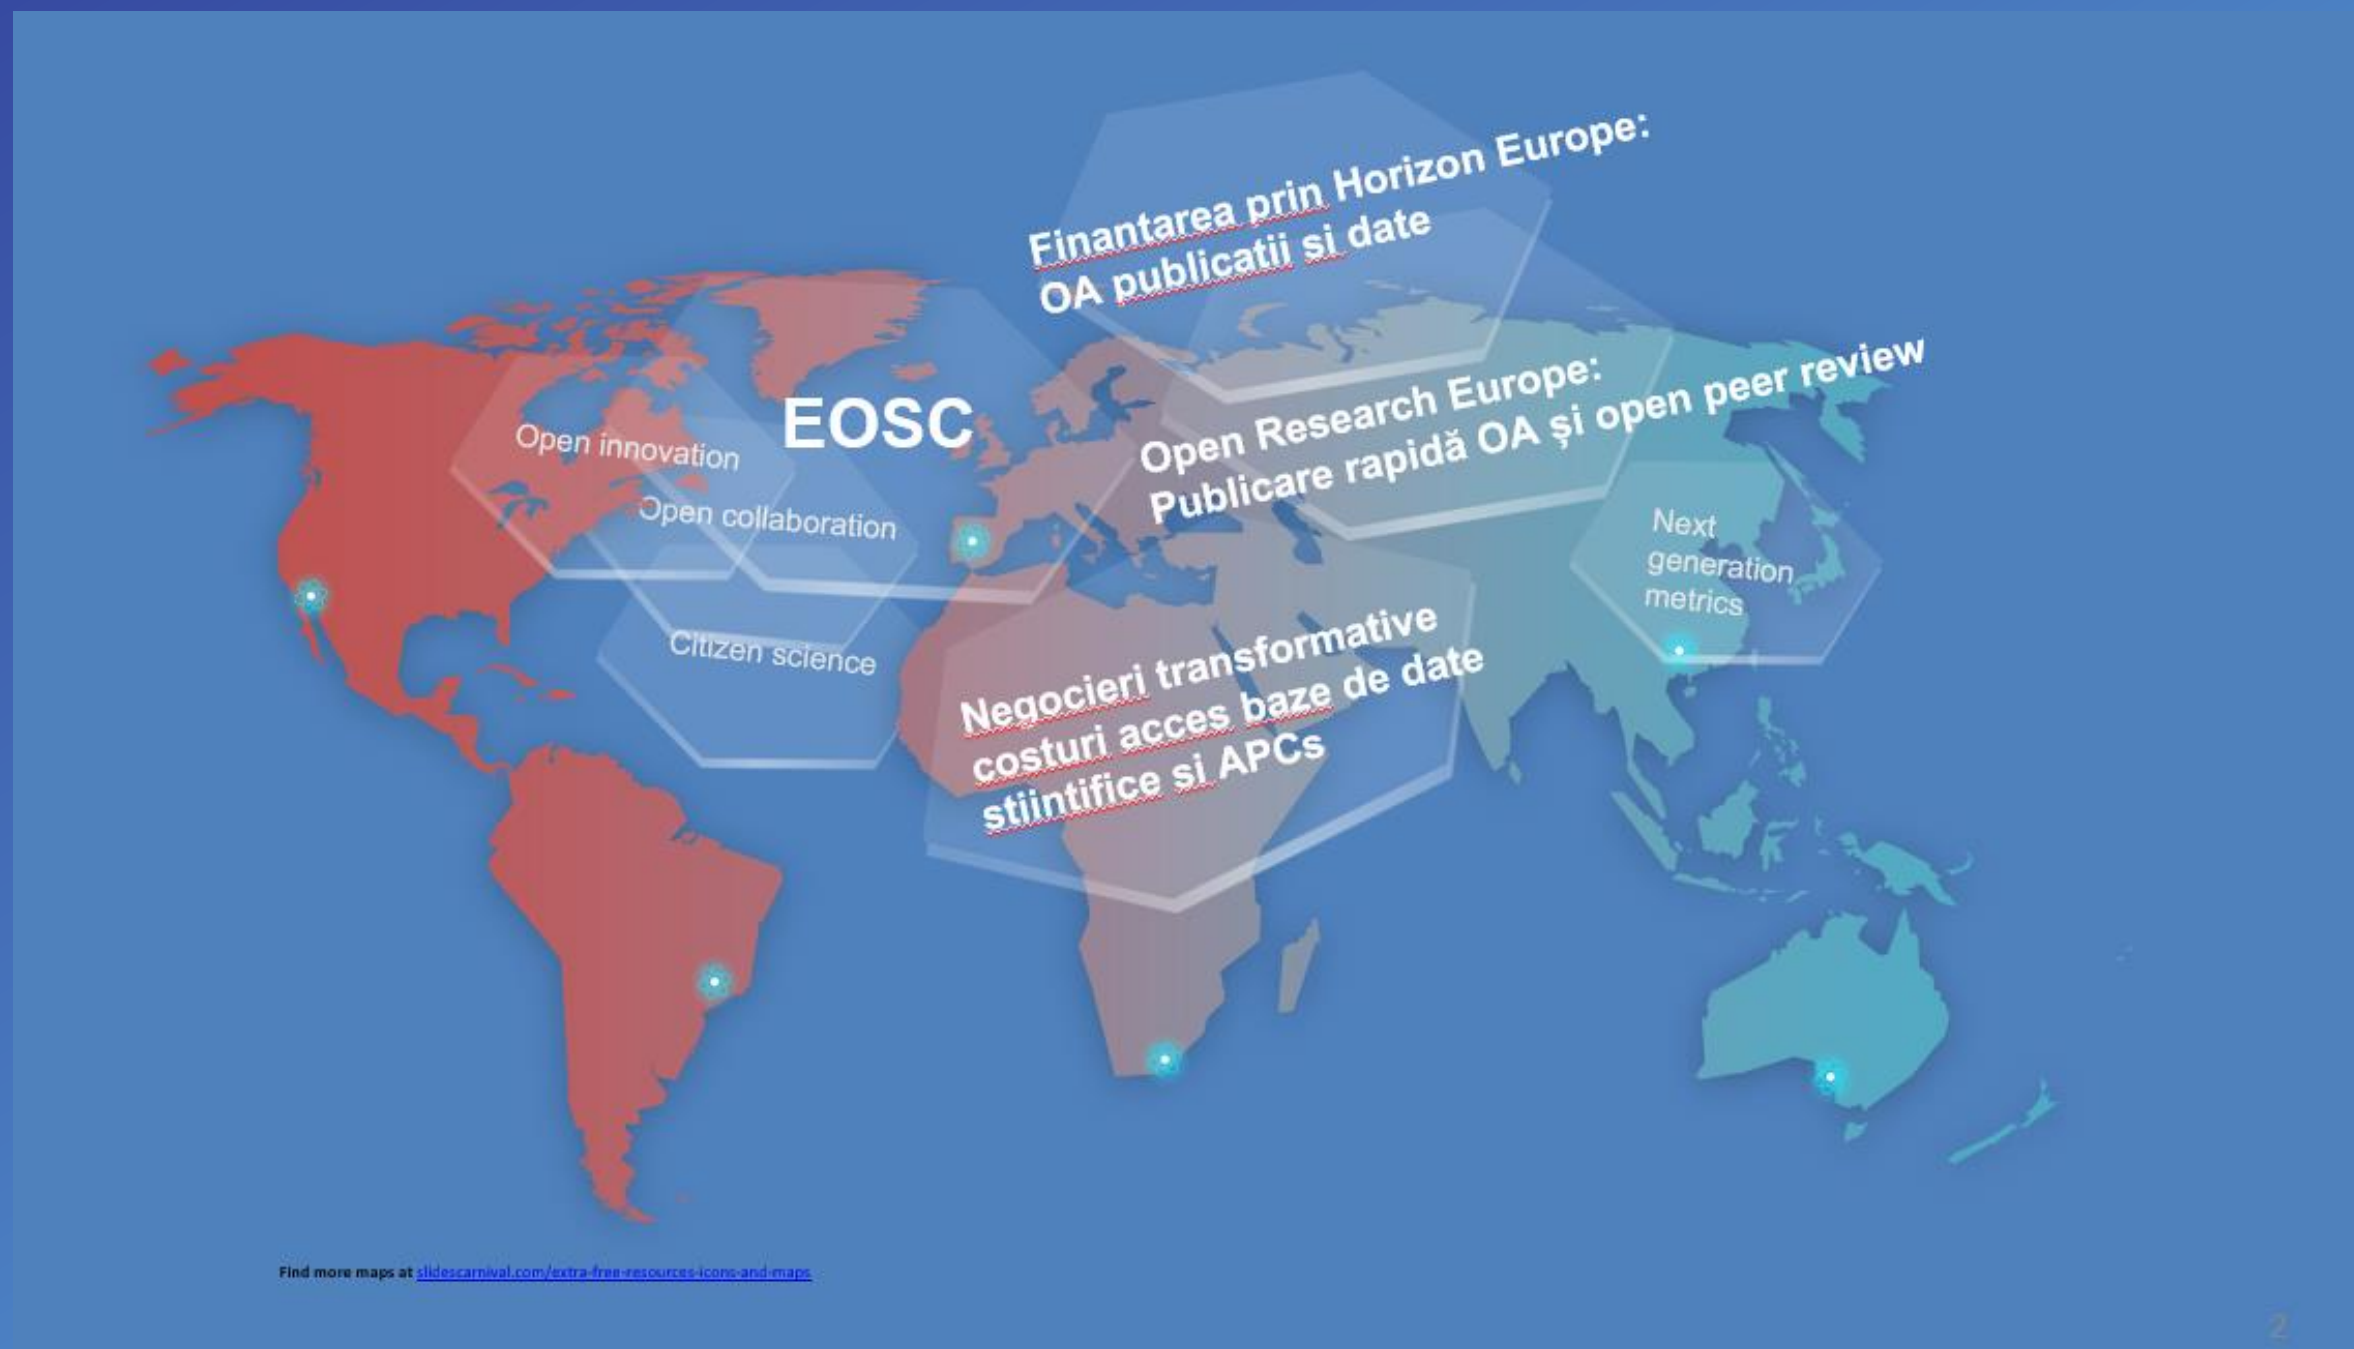 Finantarea prin Horizon Europe:
OA publicatii si date
EOSC
Open innovation
Open collaboration
Citizen science
Open Research Europe:
Publicare rapidă OA și open peer review
Next
generation
metrics
Negocieri transformative
costuri acces baze de date
stiintifice si APCs
Find more maps at slidescarnival.com/extra-free-resources-icons-and-maps
2